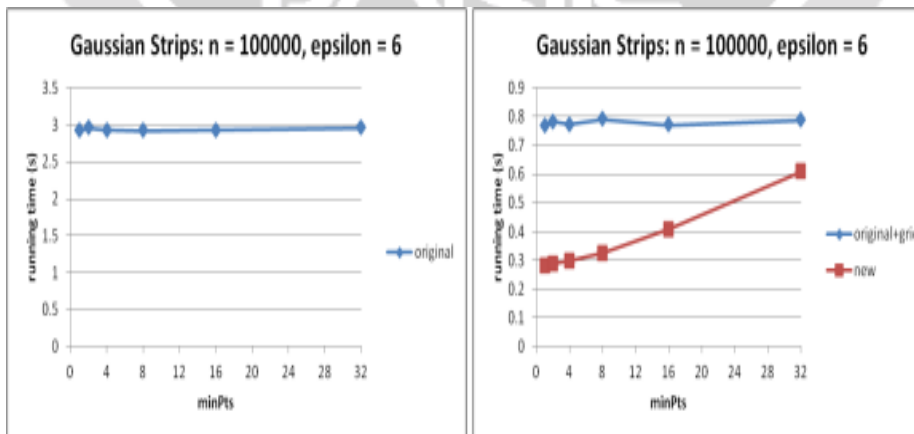 Gaussian Strips: n = 100000, epsilon = 6
3.5
3
2.5
2
1.5
1
0.5
0
running time (s)
0 4 8 12 16 20 24 28 32
minPts
original
Gaussian Strips: n = 100000, epsilon = 6
0.9
0.8
0.7
0.6
0.5
0.4
0.3
0.2
0.1
0
running time (s)
0 4 8 12 16 20 24 28 32
minPts
original+grid
new